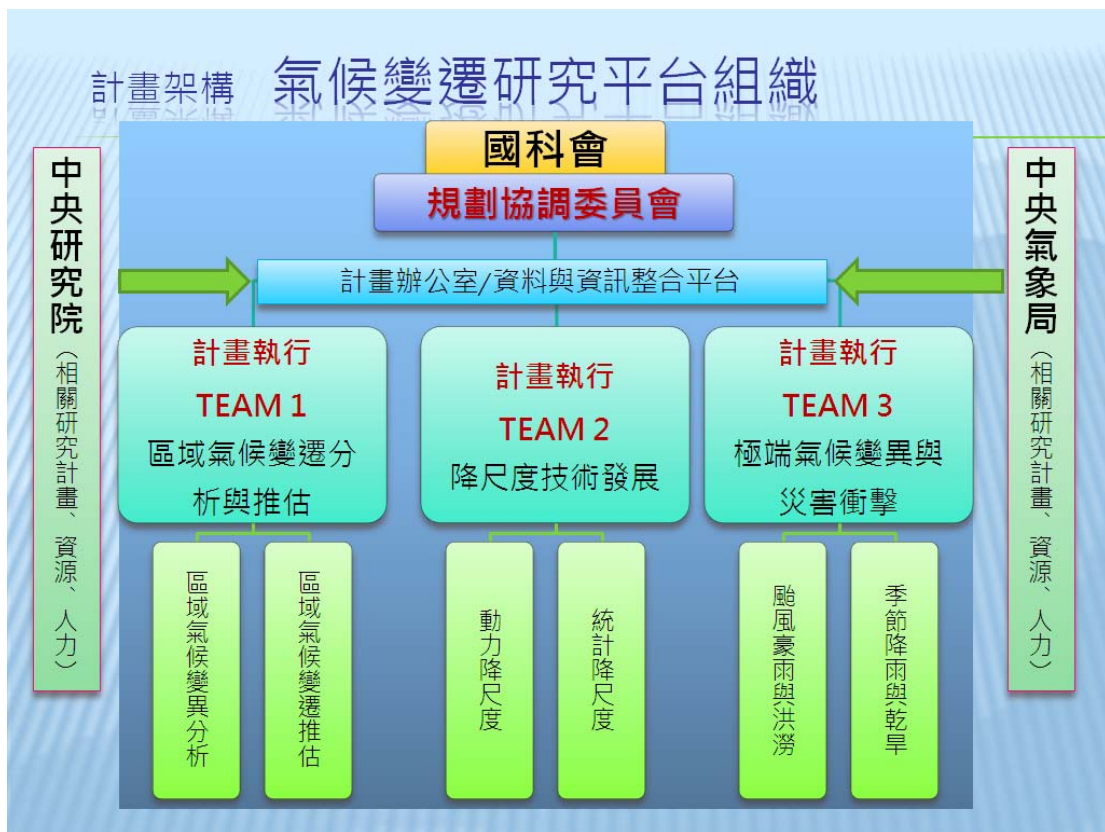 計畫架構 氣候變遷研究平台組織
國科會
規劃協調委員會
計畫辦公室/資料與資訊整合平台
中央研究院（相關研究計畫、資源、人力）
中央氣象局（相關研究計畫、資源、人力）
計畫執行
TEAM 1
區域氣候變遷分
析與推估
計畫執行
TEAM 2
降尺度技術發展
計畫執行
TEAM 3
極端氣候變異與
災害衝擊
區域氣候變異分析
區域氣候變遷推估
動力降尺度
統計降尺度
颱風豪雨與洪澇
季節降雨與乾旱